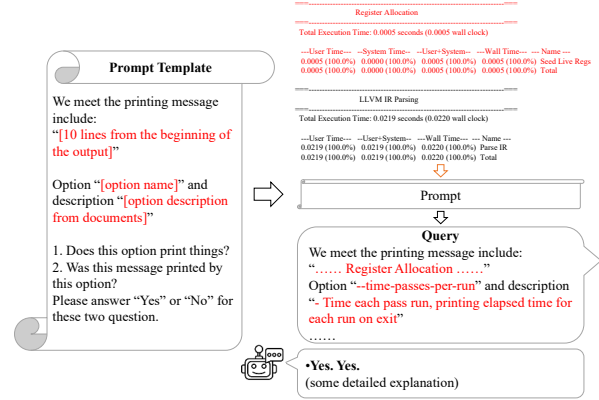 Prompt Template
We meet the printing message
include:
“[10 lines from the beginning of
the output]”
Option “[option name]” and
description “[option description
from documents]”
1. Does this option print things?
2. Was this message printed by
this option?
Please answer “Yes” or “No” for
these two question.
===-------------------------------------------------------------------------===
Register Allocation
===-------------------------------------------------------------------------===
Total Execution Time: 0.0005 seconds (0.0005 wall clock)
---User Time--- --System Time-- --User+System-- ---Wall Time--- --- Name ---
0.0005 (100.0%) 0.0000 (100.0%) 0.0005 (100.0%) 0.0005 (100.0%) Seed Live Regs
0.0005 (100.0%) 0.0000 (100.0%) 0.0005 (100.0%) 0.0005 (100.0%) Total
===-------------------------------------------------------------------------===
LLVM IR Parsing
===-------------------------------------------------------------------------===
Total Execution Time: 0.0219 seconds (0.0220 wall clock)
---User Time--- --User+System-- ---Wall Time--- --- Name ---
0.0219 (100.0%) 0.0219 (100.0%) 0.0220 (100.0%) Parse IR
0.0219 (100.0%) 0.0219 (100.0%) 0.0220 (100.0%) Total
Prompt
Query
We meet the printing message include:
“…… Register Allocation ……”
Option “--time-passes-per-run” and description
“- Time each pass run, printing elapsed time for
each run on exit”
……
•Yes. Yes.
(some detailed explanation)